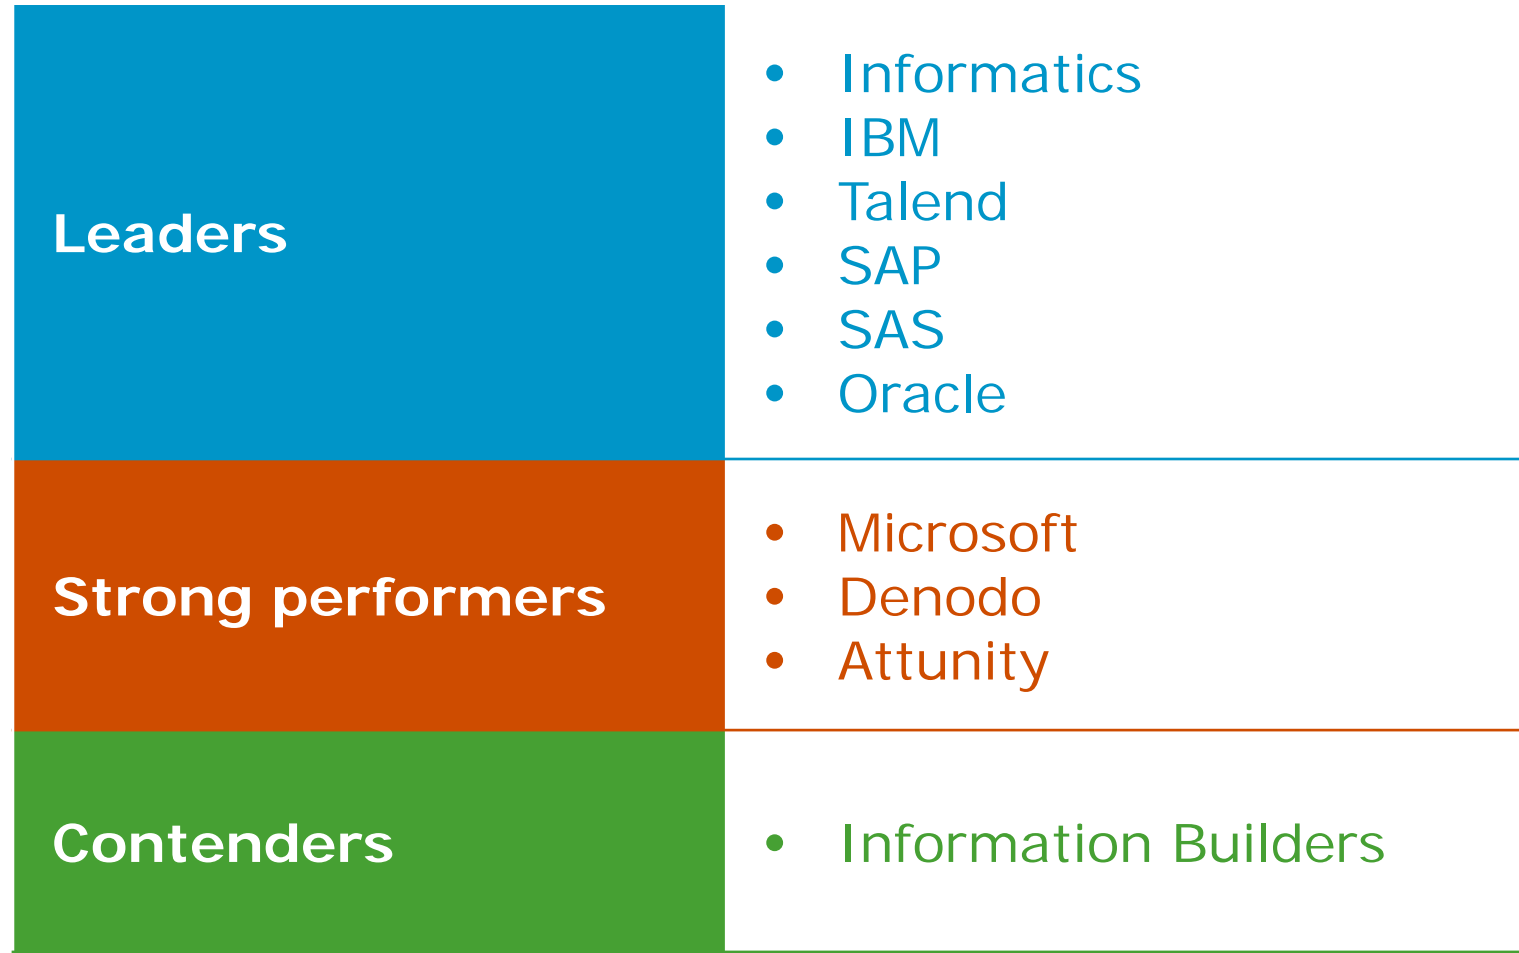 Leaders
• Informatics
• IBM
• Talend
• SAP
• SAS
• Oracle
Strong performers
• Microsoft
• Denodo
• Attunity
Contenders
• Information Builders